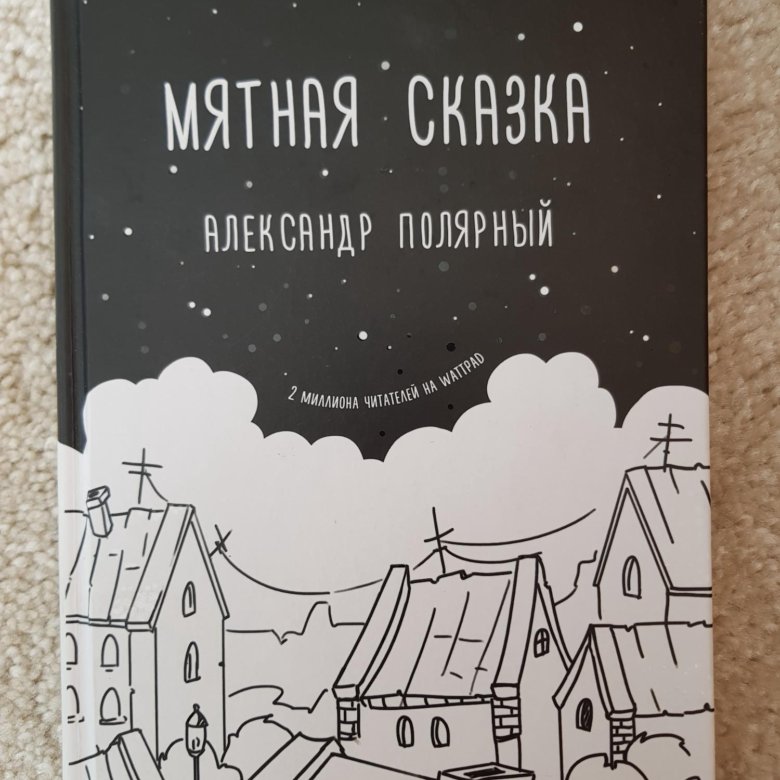 МЯТНАЯ СКАЗКА
АЛЕКСАНДР ПОЛЯРНЫЙ
2 МИЛЛИОНА ЧИТАТЕЛЕЙ НА WATTPAD